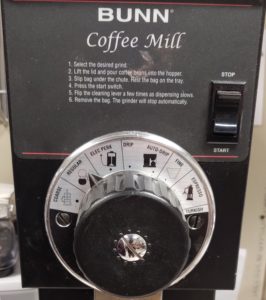 BUNN
Coffee Mill
1. Select the desired grind.
2. Lift the lid and pour coffee beans into the hopper.
3. Slip bag under the chute. Rest the bag on the tray.
4. Press the start switch.
5. Flip the cleaning lever a few times as dispensing slows.
6. Remove the bag. The grinder will stop automatically.
STOP
START
COARSE
REGULAR
ELEC PERK
DRIP
AUTO-DRIP
FINE
ESPRESSO
TURKISH